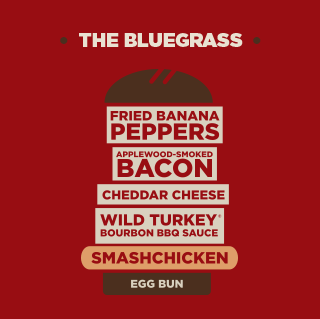 THE BLUEGRASS
FRIED BANANA
PEPPERS
APPLEWOOD-SMOKED
BACON
CHEDDAR CHEESE
WILD TURKEY®
BOURBON BBQ SAUCE
SMASHCHICKEN
EGG BUN